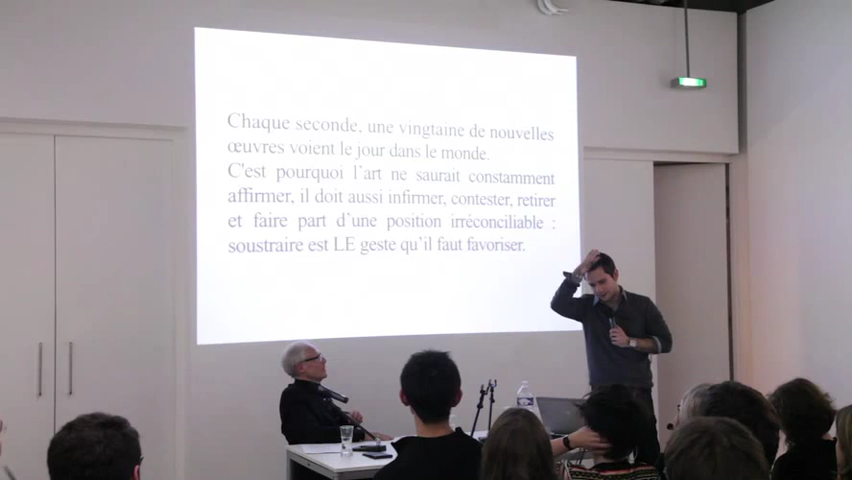 Chaque seconde, une vingtaine de nouvelles
œuvres voient le jour dans le monde.
C'est pourquoi l'art ne saurait constamment
affirmer, il doit aussi infirmer, contester, retirer
et faire part d'une position irréconciliable :
soustraire est LE geste qu'il faut favoriser.